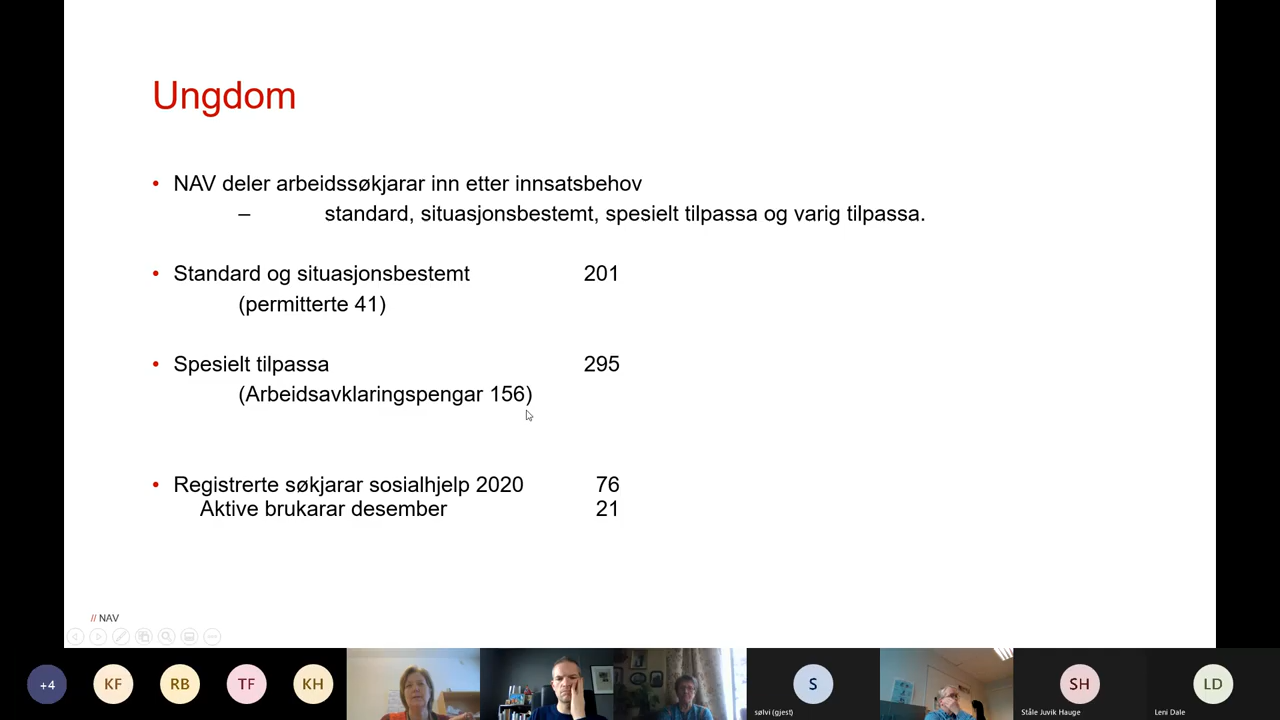 Ungdom
• NAV deler arbeidssøkjarar inn etter innsatsbehov
– standard, situasjonsbestemt, spesielt tilpassa og varig tilpassa.
• Standard og situasjonsbestemt 201
(permitterte 41)
• Spesielt tilpassa 295
(Arbeidsavklaringspengar 156)
• Registrerte søkjarar sosialhjelp 2020 76
Aktive brukarar desember 21
// NAV
+4 KF RB TF KH S SH LD
sølvi (gjest) Ståle Juvik Hauge Leni Dale